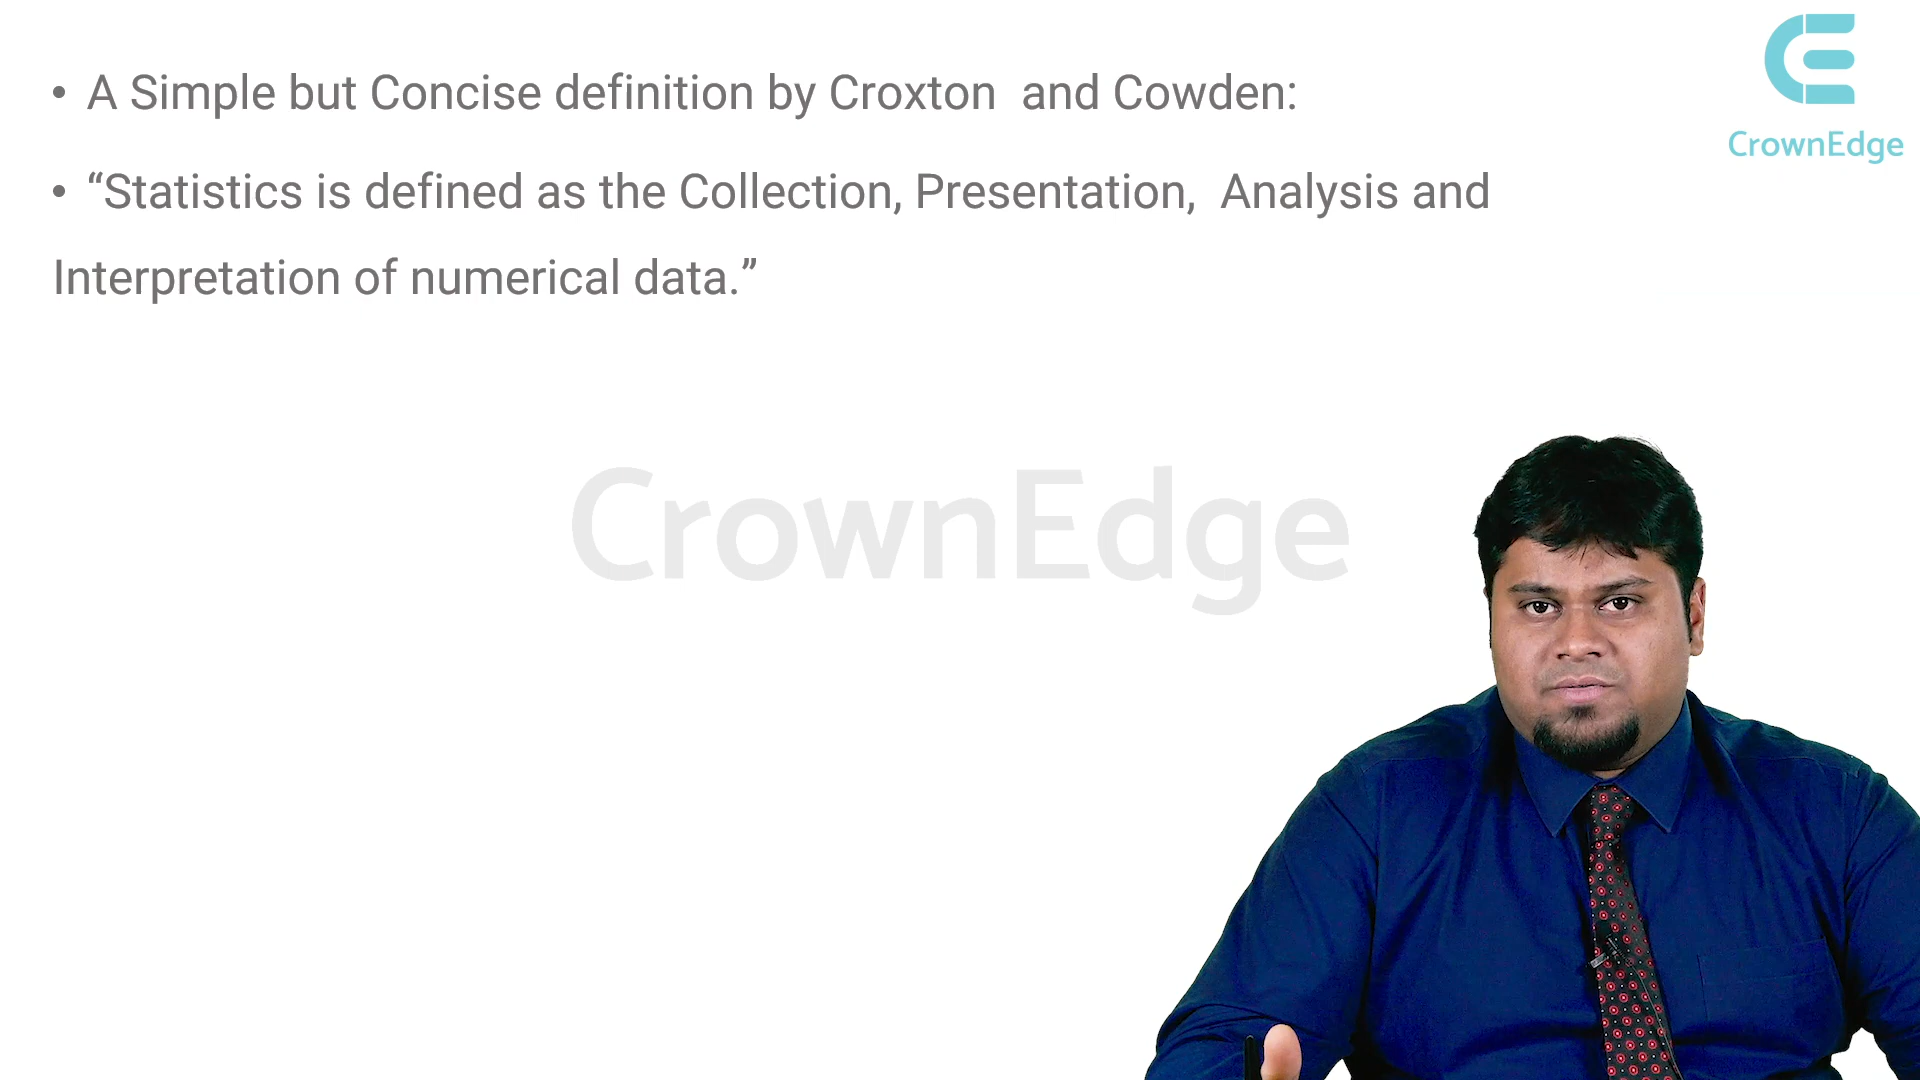 • A Simple but Concise definition by Croxton  and Cowden:
• “Statistics is defined as the Collection, Presentation,  Analysis and
Interpretation of numerical data.”
CrownEdge
CrownEdge